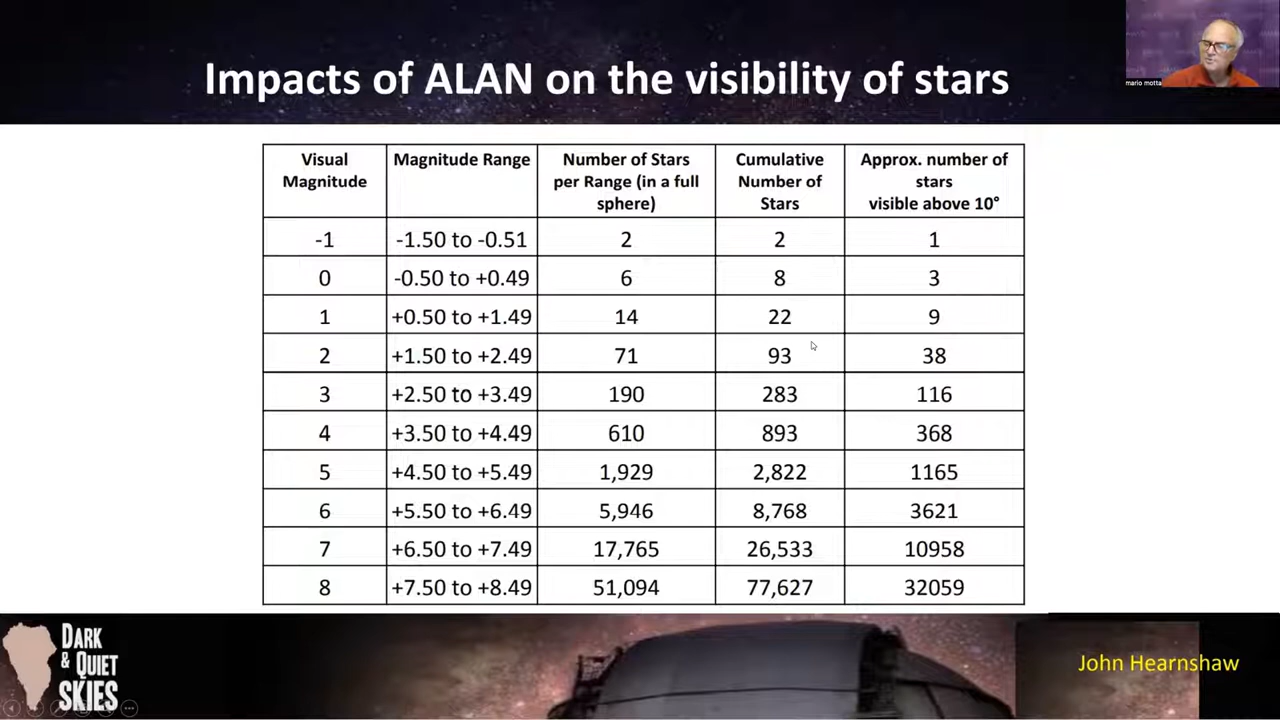 Impacts of ALAN on the visibility of stars
mario motta
Visual Magnitude | Magnitude Range | Number of Stars per Range (in a full sphere) | Cumulative Number of Stars | Approx. number of stars visible above 10°
-1 | -1.50 to -0.51 | 2 | 2 | 1
0 | -0.50 to +0.49 | 6 | 8 | 3
1 | +0.50 to +1.49 | 14 | 22 | 9
2 | +1.50 to +2.49 | 71 | 93 | 38
3 | +2.50 to +3.49 | 190 | 283 | 116
4 | +3.50 to +4.49 | 610 | 893 | 368
5 | +4.50 to +5.49 | 1,929 | 2,822 | 1165
6 | +5.50 to +6.49 | 5,946 | 8,768 | 3621
7 | +6.50 to +7.49 | 17,765 | 26,533 | 10958
8 | +7.50 to +8.49 | 51,094 | 77,627 | 32059
DARK
& QUIET
SKIES
John Hearnshaw